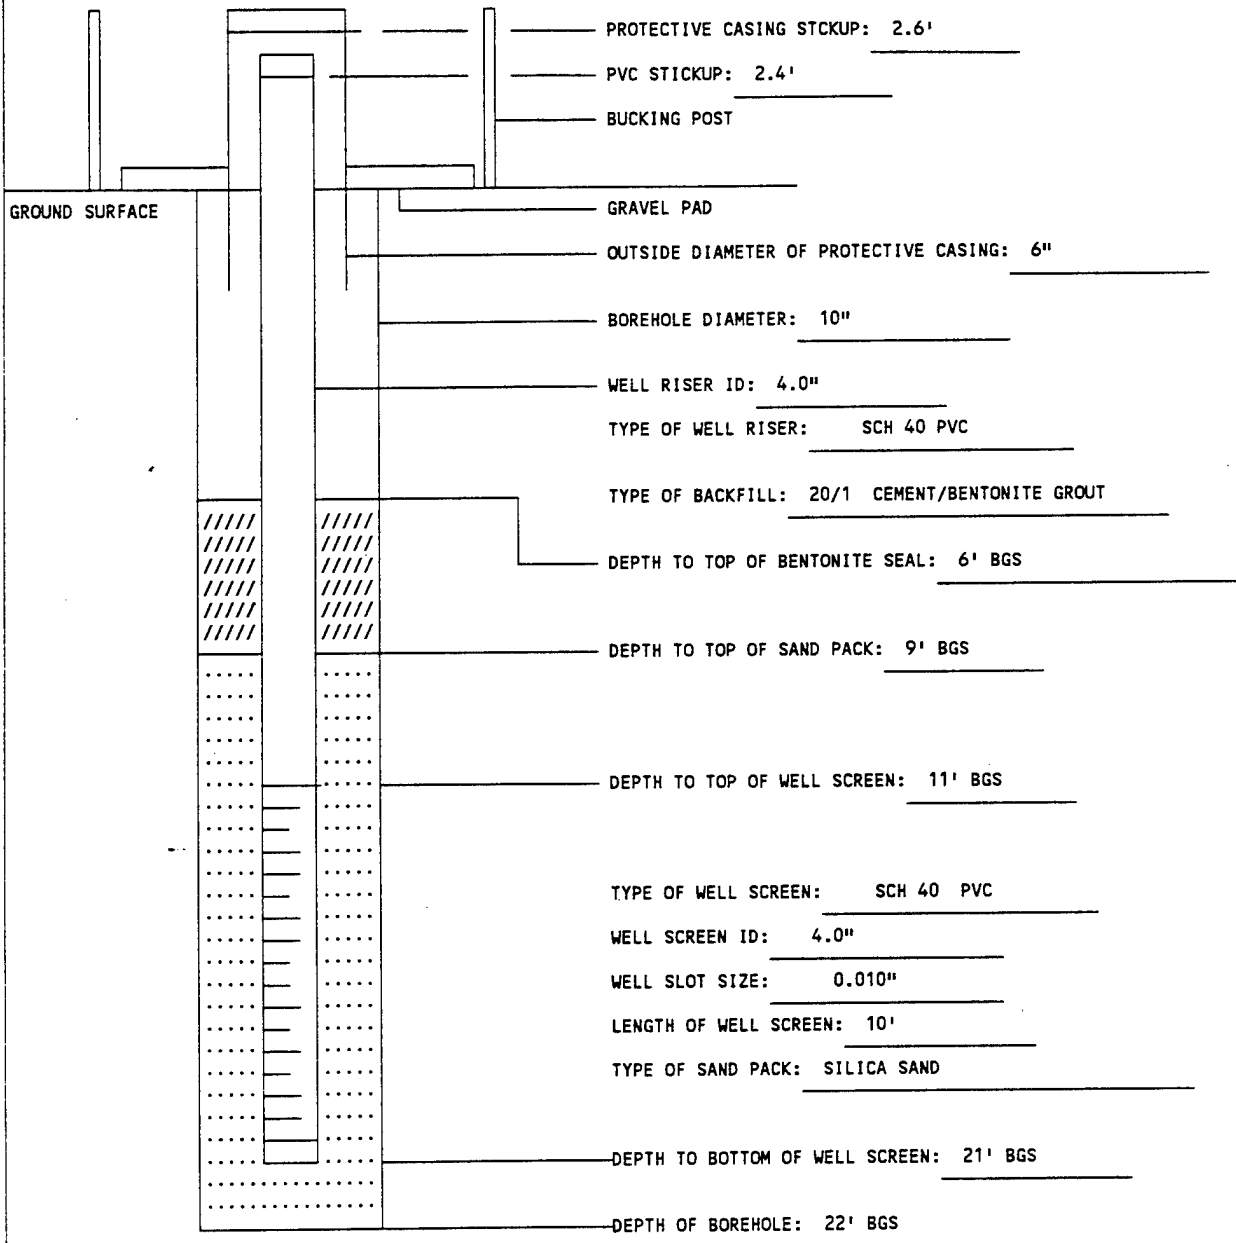 PROTECTIVE CASING STCKUP: 2.6'
PVC STICKUP: 2.4'
BUCKING POST
GROUND SURFACE
GRAVEL PAD
OUTSIDE DIAMETER OF PROTECTIVE CASING: 6"
BOREHOLE DIAMETER: 10"
WELL RISER ID: 4.0"
TYPE OF WELL RISER: SCH 40 PVC
TYPE OF BACKFILL: 20/1 CEMENT/BENTONITE GROUT
DEPTH TO TOP OF BENTONITE SEAL: 6' BGS
DEPTH TO TOP OF SAND PACK: 9' BGS
DEPTH TO TOP OF WELL SCREEN: 11' BGS
TYPE OF WELL SCREEN: SCH 40 PVC
WELL SCREEN ID: 4.0"
WELL SLOT SIZE: 0.010"
LENGTH OF WELL SCREEN: 10'
TYPE OF SAND PACK: SILICA SAND
DEPTH TO BOTTOM OF WELL SCREEN: 21' BGS
DEPTH OF BOREHOLE: 22' BGS